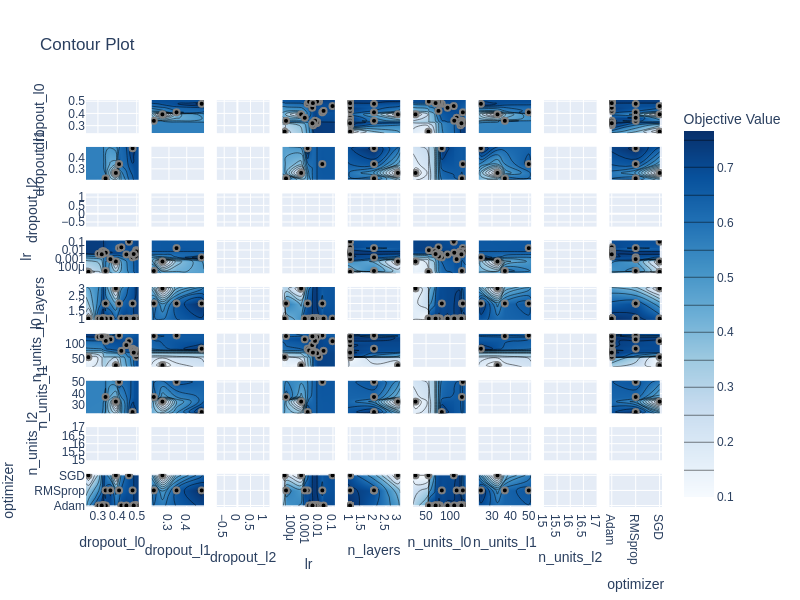 Contour Plot
Objective Value
dropout_l0
0.5
0.4
0.3
dropout_l1
0.4
0.3
dropout_l2
1
0.5
0
−0.5
lr
0.1
0.01
0.001
100μ
n_layers
3
2.5
2
1.5
1
n_units_l0
100
50
n_units_l1
50
40
30
n_units_l2
17
16.5
16
15.5
15
optimizer
SGD
RMSprop
Adam
0.3 0.4 0.5
0.3 0.4
−0.5 0 0.5 1
100μ 0.001 0.01 0.1
1 1.5 2 2.5 3
50 100
30 40 50
15 15.5 16 16.5 17
Adam RMSprop SGD
dropout_l0 dropout_l1 dropout_l2 lr n_layers n_units_l0 n_units_l1 n_units_l2 optimizer
0.7
0.6
0.5
0.4
0.3
0.2
0.1